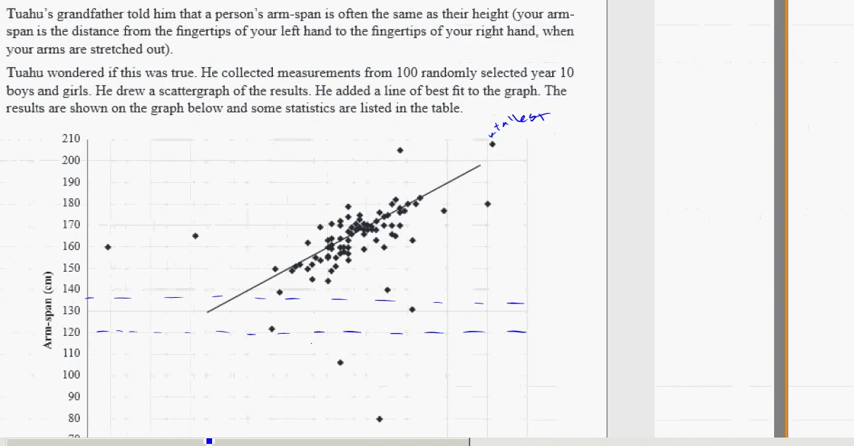 Tuahu's grandfather told him that a person's arm-span is often the same as their height (your arm-
span is the distance from the fingertips of your left hand to the fingertips of your right hand, when
your arms are stretched out).
Tuahu wondered if this was true. He collected measurements from 100 randomly selected year 10
boys and girls. He drew a scattergraph of the results. He added a line of best fit to the graph. The
results are shown on the graph below and some statistics are listed in the table.
tallest
210
200
190
180
170
160
150
140
130
120
110
100
90
80
70
Arm-span (cm)